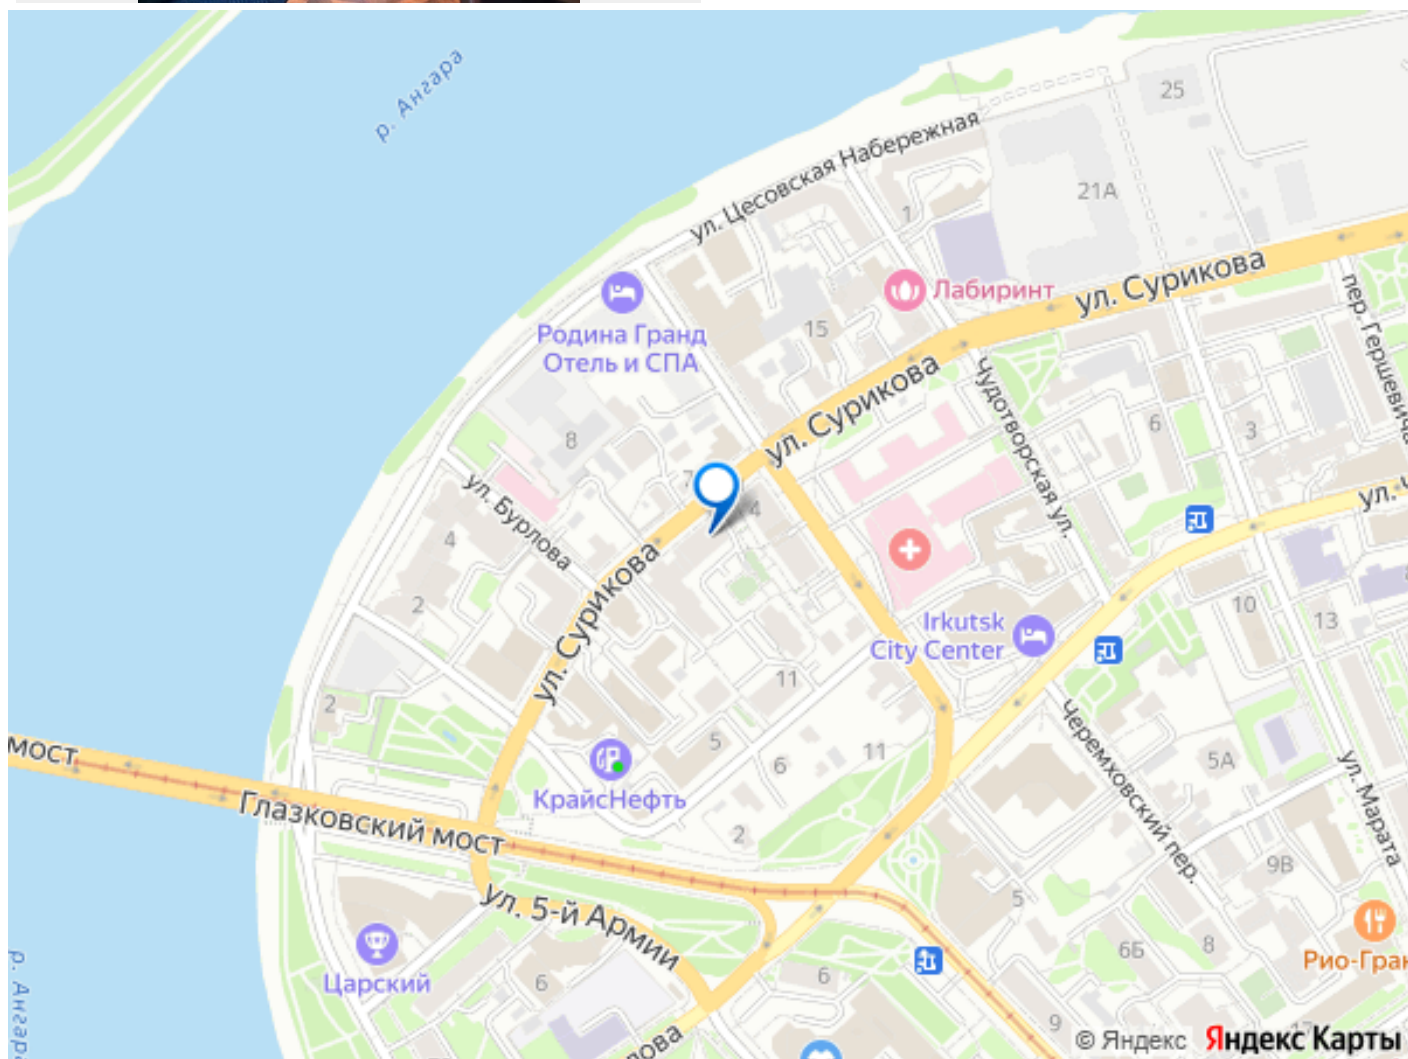 р. Ангара
25
ул. Цесовская Набережная
21А
1
ул. Сурикова
Лабиринт
пер. Гершевича
Родина Гранд
Отель и СПА
15
ул. Сурикова
Чудотворская ул.
6
3
8
7
4
ул. Бурлова
4
2
ул. Сурикова
Irkutsk
City Center
10
13
11
2
5
11
6
5А
Черемховский пер.
ул. Марата
мост
Глазковский мост
КрайсНефть
2
9В
5
ул. 5-й Армии
Царский
6
6
6Б
8
Рио-Гран
р. Ангара
9
© Яндекс Яндекс Карты